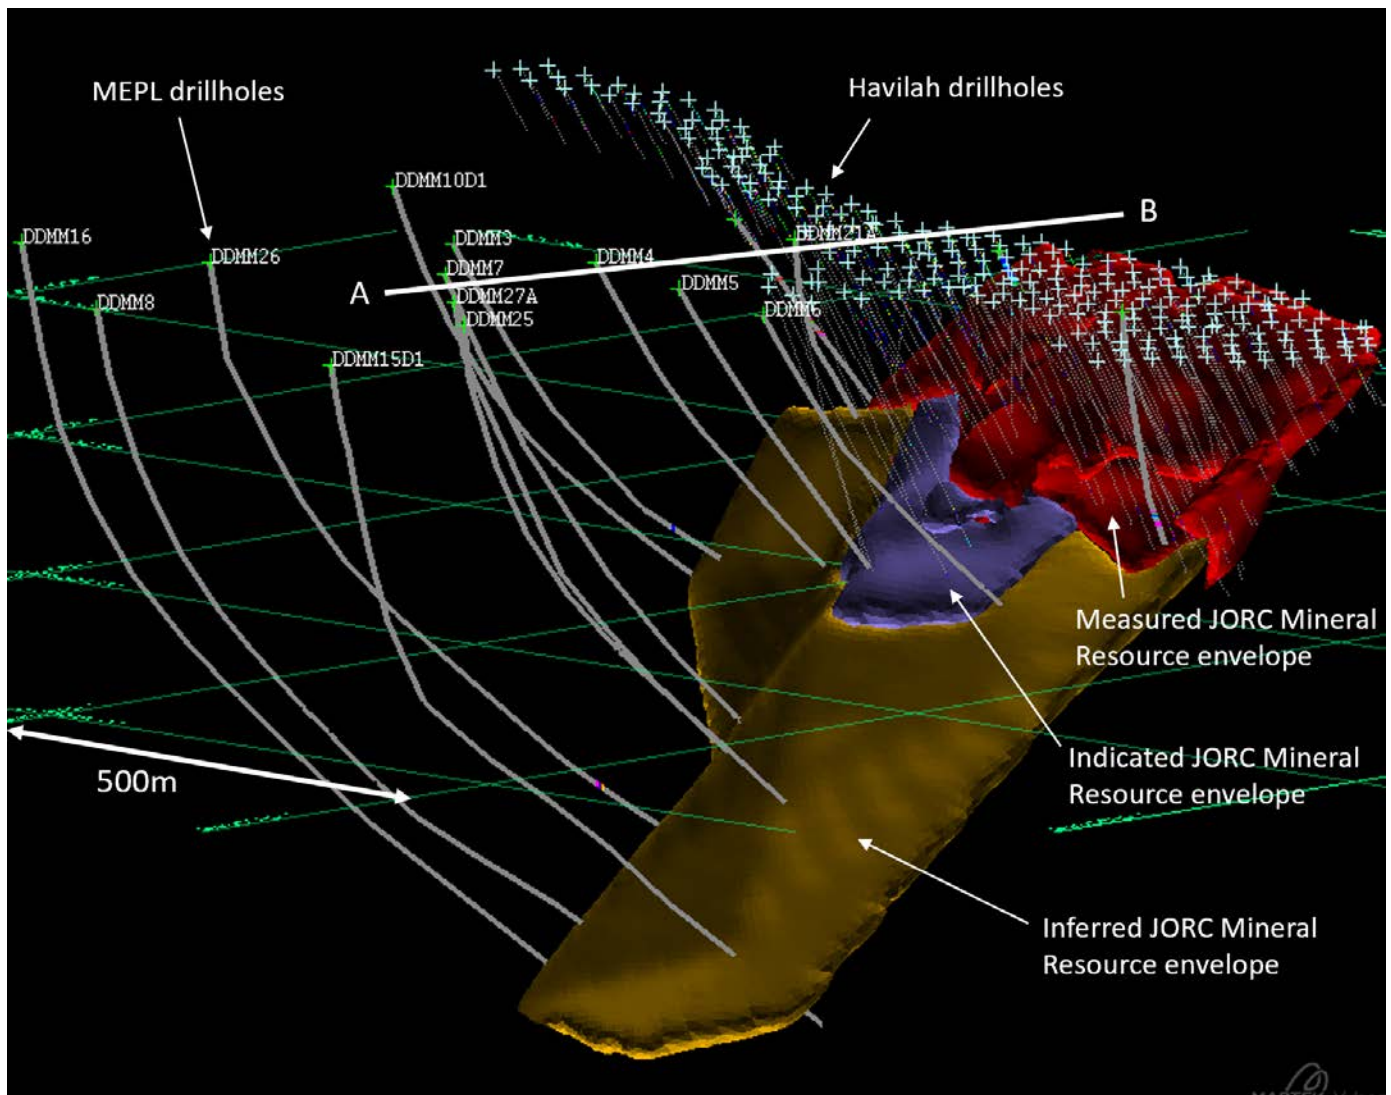 MEPL drillholes
Havilah drillholes
DDMM10D1
DDMM16
DDMM26
DDMM3
DDMM4
DDMM21A
B
DDMM7
DDMM5
A
DDMM8
DDMM27A
DDMM6
DDMM25
DDMM15D1
Measured JORC Mineral
Resource envelope
500m
Indicated JORC Mineral
Resource envelope
Inferred JORC Mineral
Resource envelope